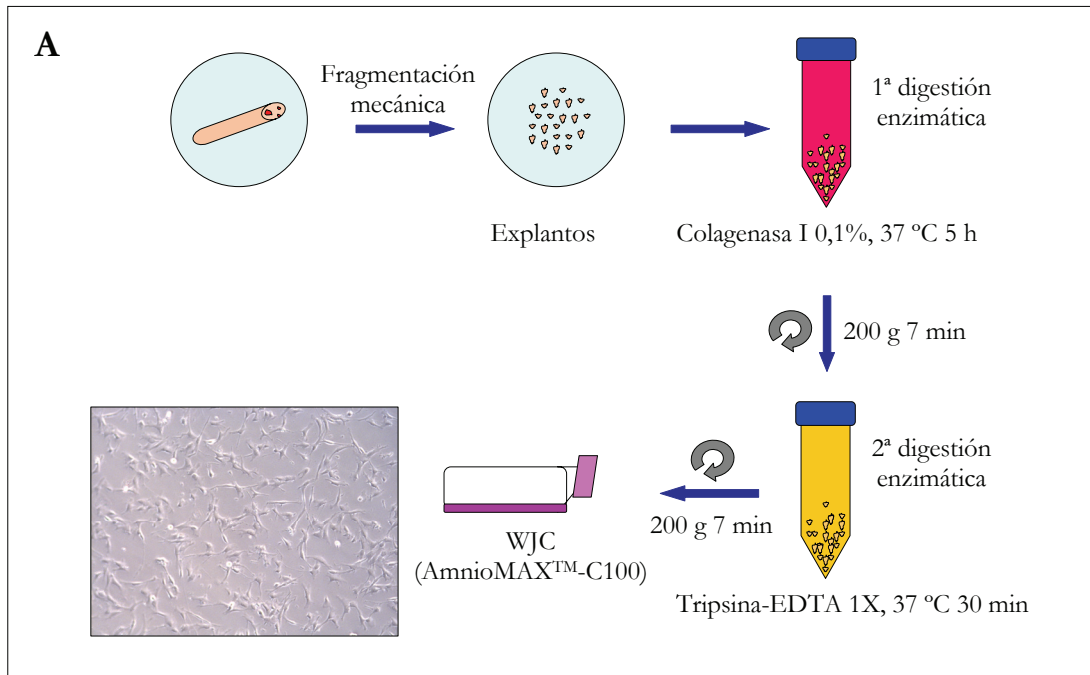 A
Fragmentación
mecánica
1ª digestión
enzimática
Explantos
Colagenasa I 0,1%, 37 ºC 5 h
200 g 7 min
2ª digestión
enzimática
200 g 7 min
WJC
(AmnioMAX™-C100)
Tripsina-EDTA 1X, 37 ºC 30 min